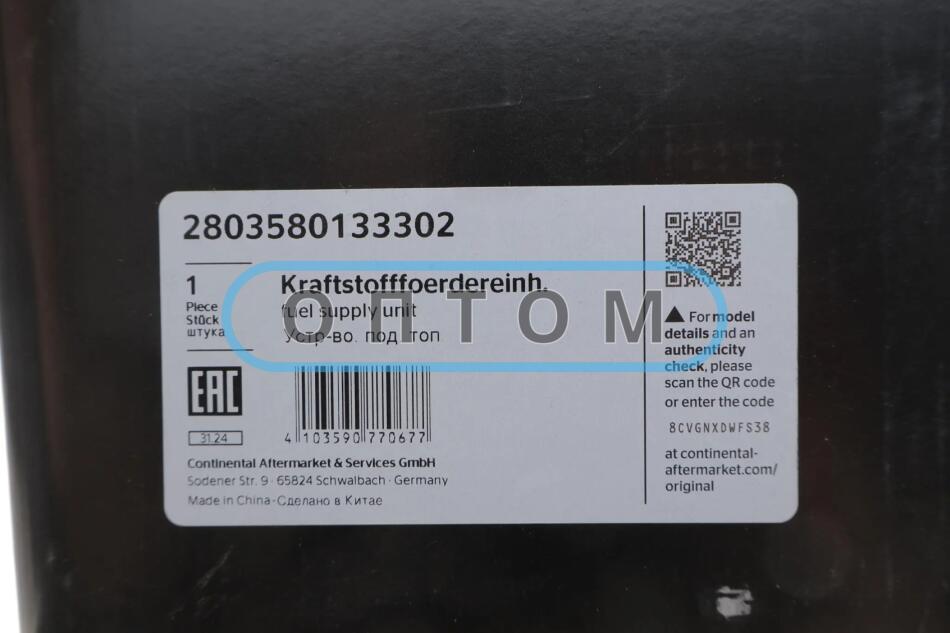 2803580133302
1
Piece
Stück
штука
Kraftstofffoerdereinh.
fuel supply unit
Устр-во. под. топ
ОПТОМ
EAC
31.24
4 103590 770677
Continental Aftermarket & Services GmbH
Sodener Str. 9 · 65824 Schwalbach · Germany
Made in China · Сделано в Китае
For model
details and an
authenticity
check, please
scan the QR code
or enter the code
8CVGNXDWFS38
at continental-
aftermarket.com/
original